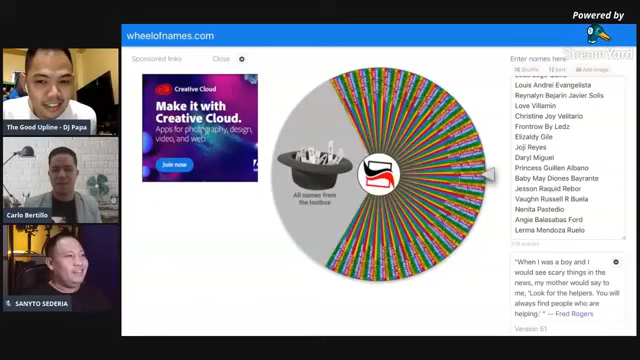 Powered by
StreamYard
wheelofnames.com
Sponsored links
Close
Enter names here:
Shuffle
Sort
Add image
Louis Andrei Evangelista
Reynalyn Bejarin Javier Solis
Love Villamin
Christine Joy Velitario
Frontrow By Ledz
Elizaldy Gile
Joji Reyes
Daryl Miguel
Princess Guillen Albano
Baby May Diones Bayrante
Jesson Raquid Rebor
Vaughn Russell R Buela
Nenita Pastedio
Angie Balasabas Ford
Lerma Mendoza Ruelo
Creative Cloud
Make it with
Creative Cloud.
Apps for photography, design,
video, and web.
Join now
All names from
the textbox
"When I was a boy and I
would see scary things in the
news, my mother would say to
me, 'Look for the helpers. You will
always find people who are
helping.' " -- Fred Rogers
Version 51
The Good Upline - DJ Papa
Carlo Bertillo
SANYTO SEDERIA